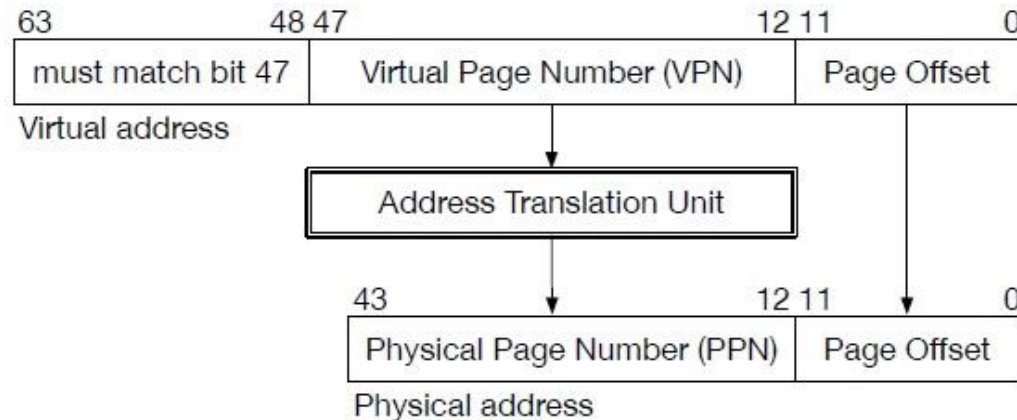 63 48 47 12 11 0
must match bit 47 Virtual Page Number (VPN) Page Offset
Virtual address
Address Translation Unit
43 12 11 0
Physical Page Number (PPN) Page Offset
Physical address